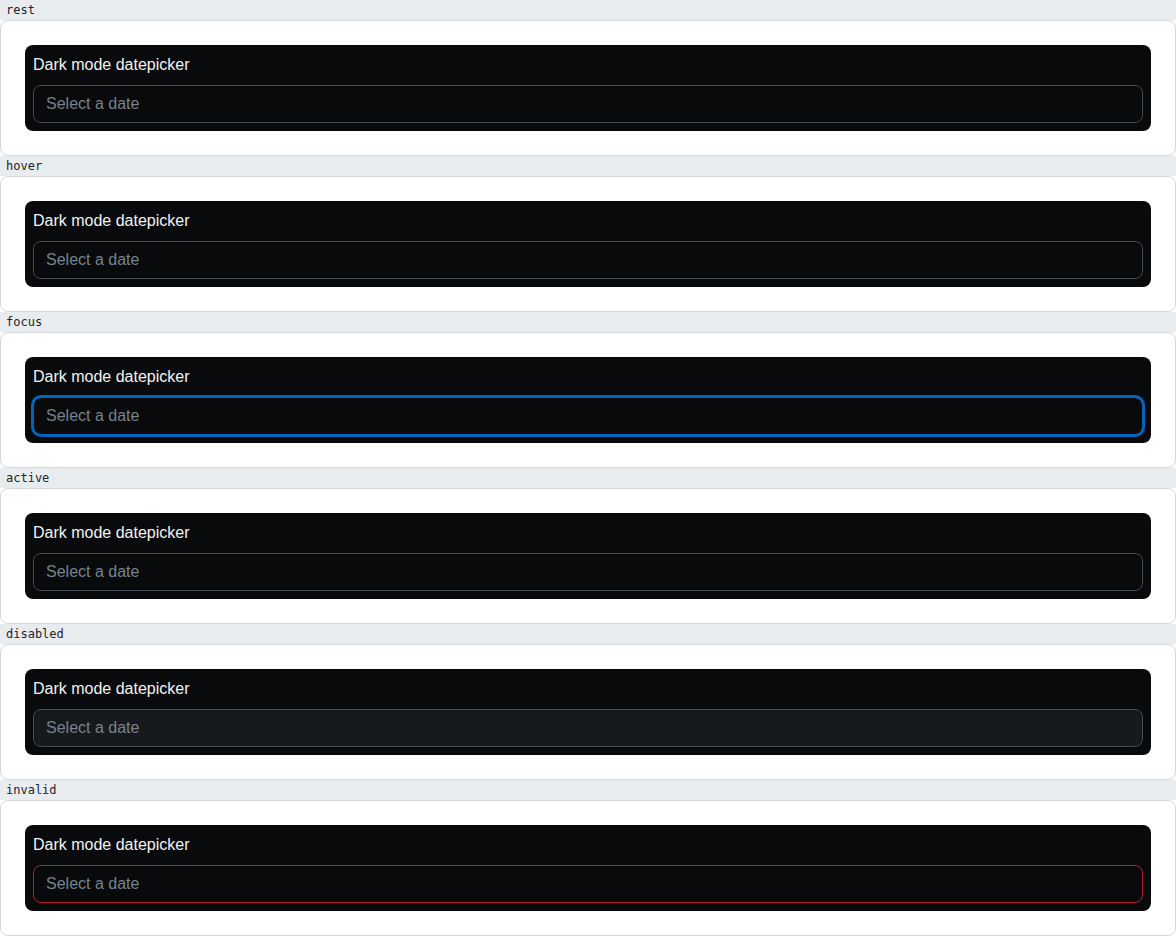 rest
Dark mode datepicker
Select a date
hover
Dark mode datepicker
Select a date
focus
Dark mode datepicker
Select a date
active
Dark mode datepicker
Select a date
disabled
Dark mode datepicker
Select a date
invalid
Dark mode datepicker
Select a date